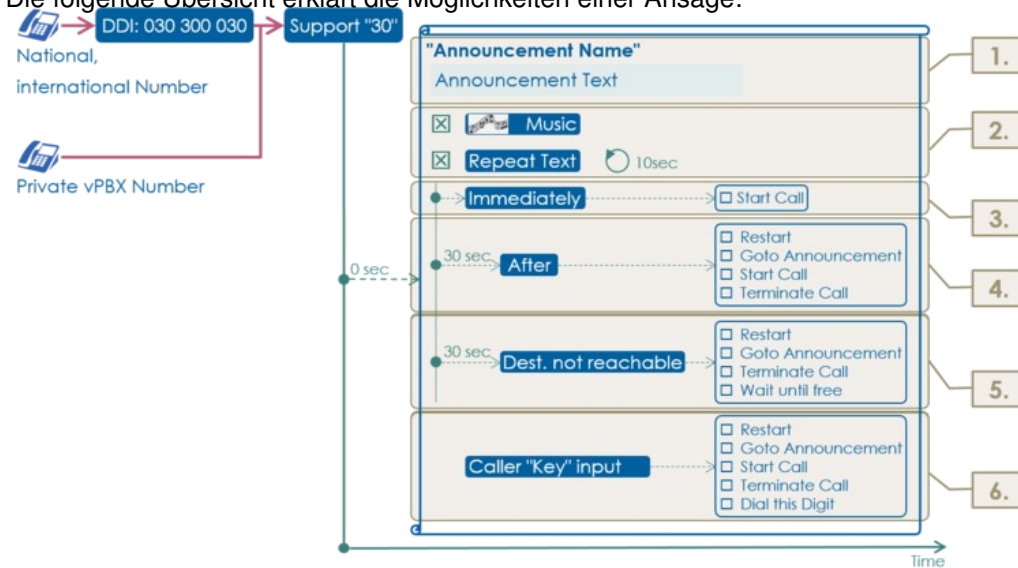 Die folgende Übersicht erklärt die Möglichkeiten einer Ansage:
DDI: 030 300 030
Support "30"
National,
international Number
Private vPBX Number
"Announcement Name"
Announcement Text
1.
Music
Repeat Text
10sec
2.
Immediately
Start Call
3.
0 sec
30 sec
After
Restart
Goto Announcement
Start Call
Terminate Call
4.
30 sec
Dest. not reachable
Restart
Goto Announcement
Terminate Call
Wait until free
5.
Caller "Key" input
Restart
Goto Announcement
Start Call
Terminate Call
Dial this Digit
6.
Time